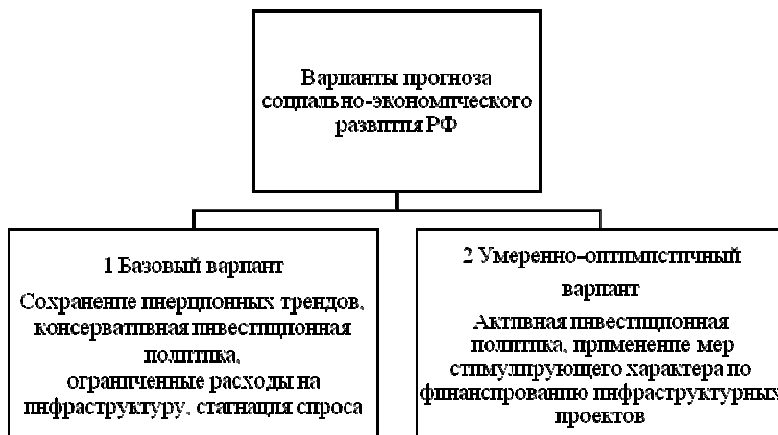 Варианты прогноза
социально-экономического
развития РФ
1 Базовый вариант
Сохранение инерционных трендов,
консервативная инвестиционная
политика,
ограниченные расходы на
инфраструктуру, стагнация спроса
2 Умеренно-оптимистичный
вариант
Активная инвестиционная
политика, применение мер
стимулирующего характера по
финансированию инфраструктурных
проектов